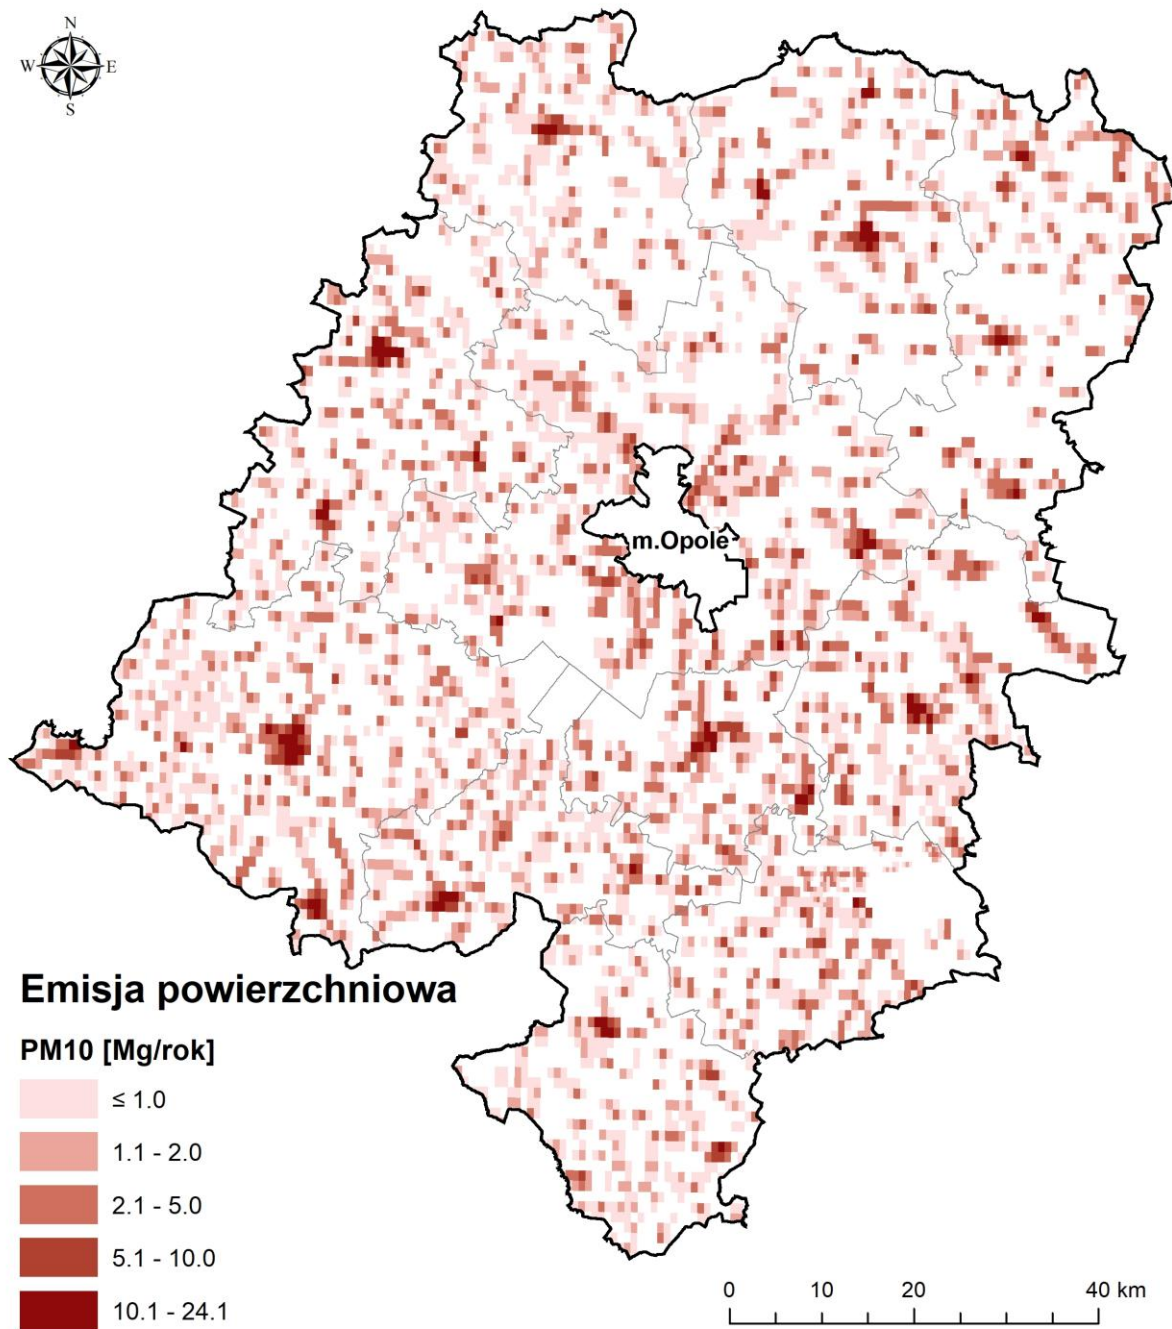 N
W E
S
m.Opole
Emisja powierzchniowa
PM10 [Mg/rok]
≤ 1.0
1.1 - 2.0
2.1 - 5.0
5.1 - 10.0
10.1 - 24.1
0 10 20 40 km